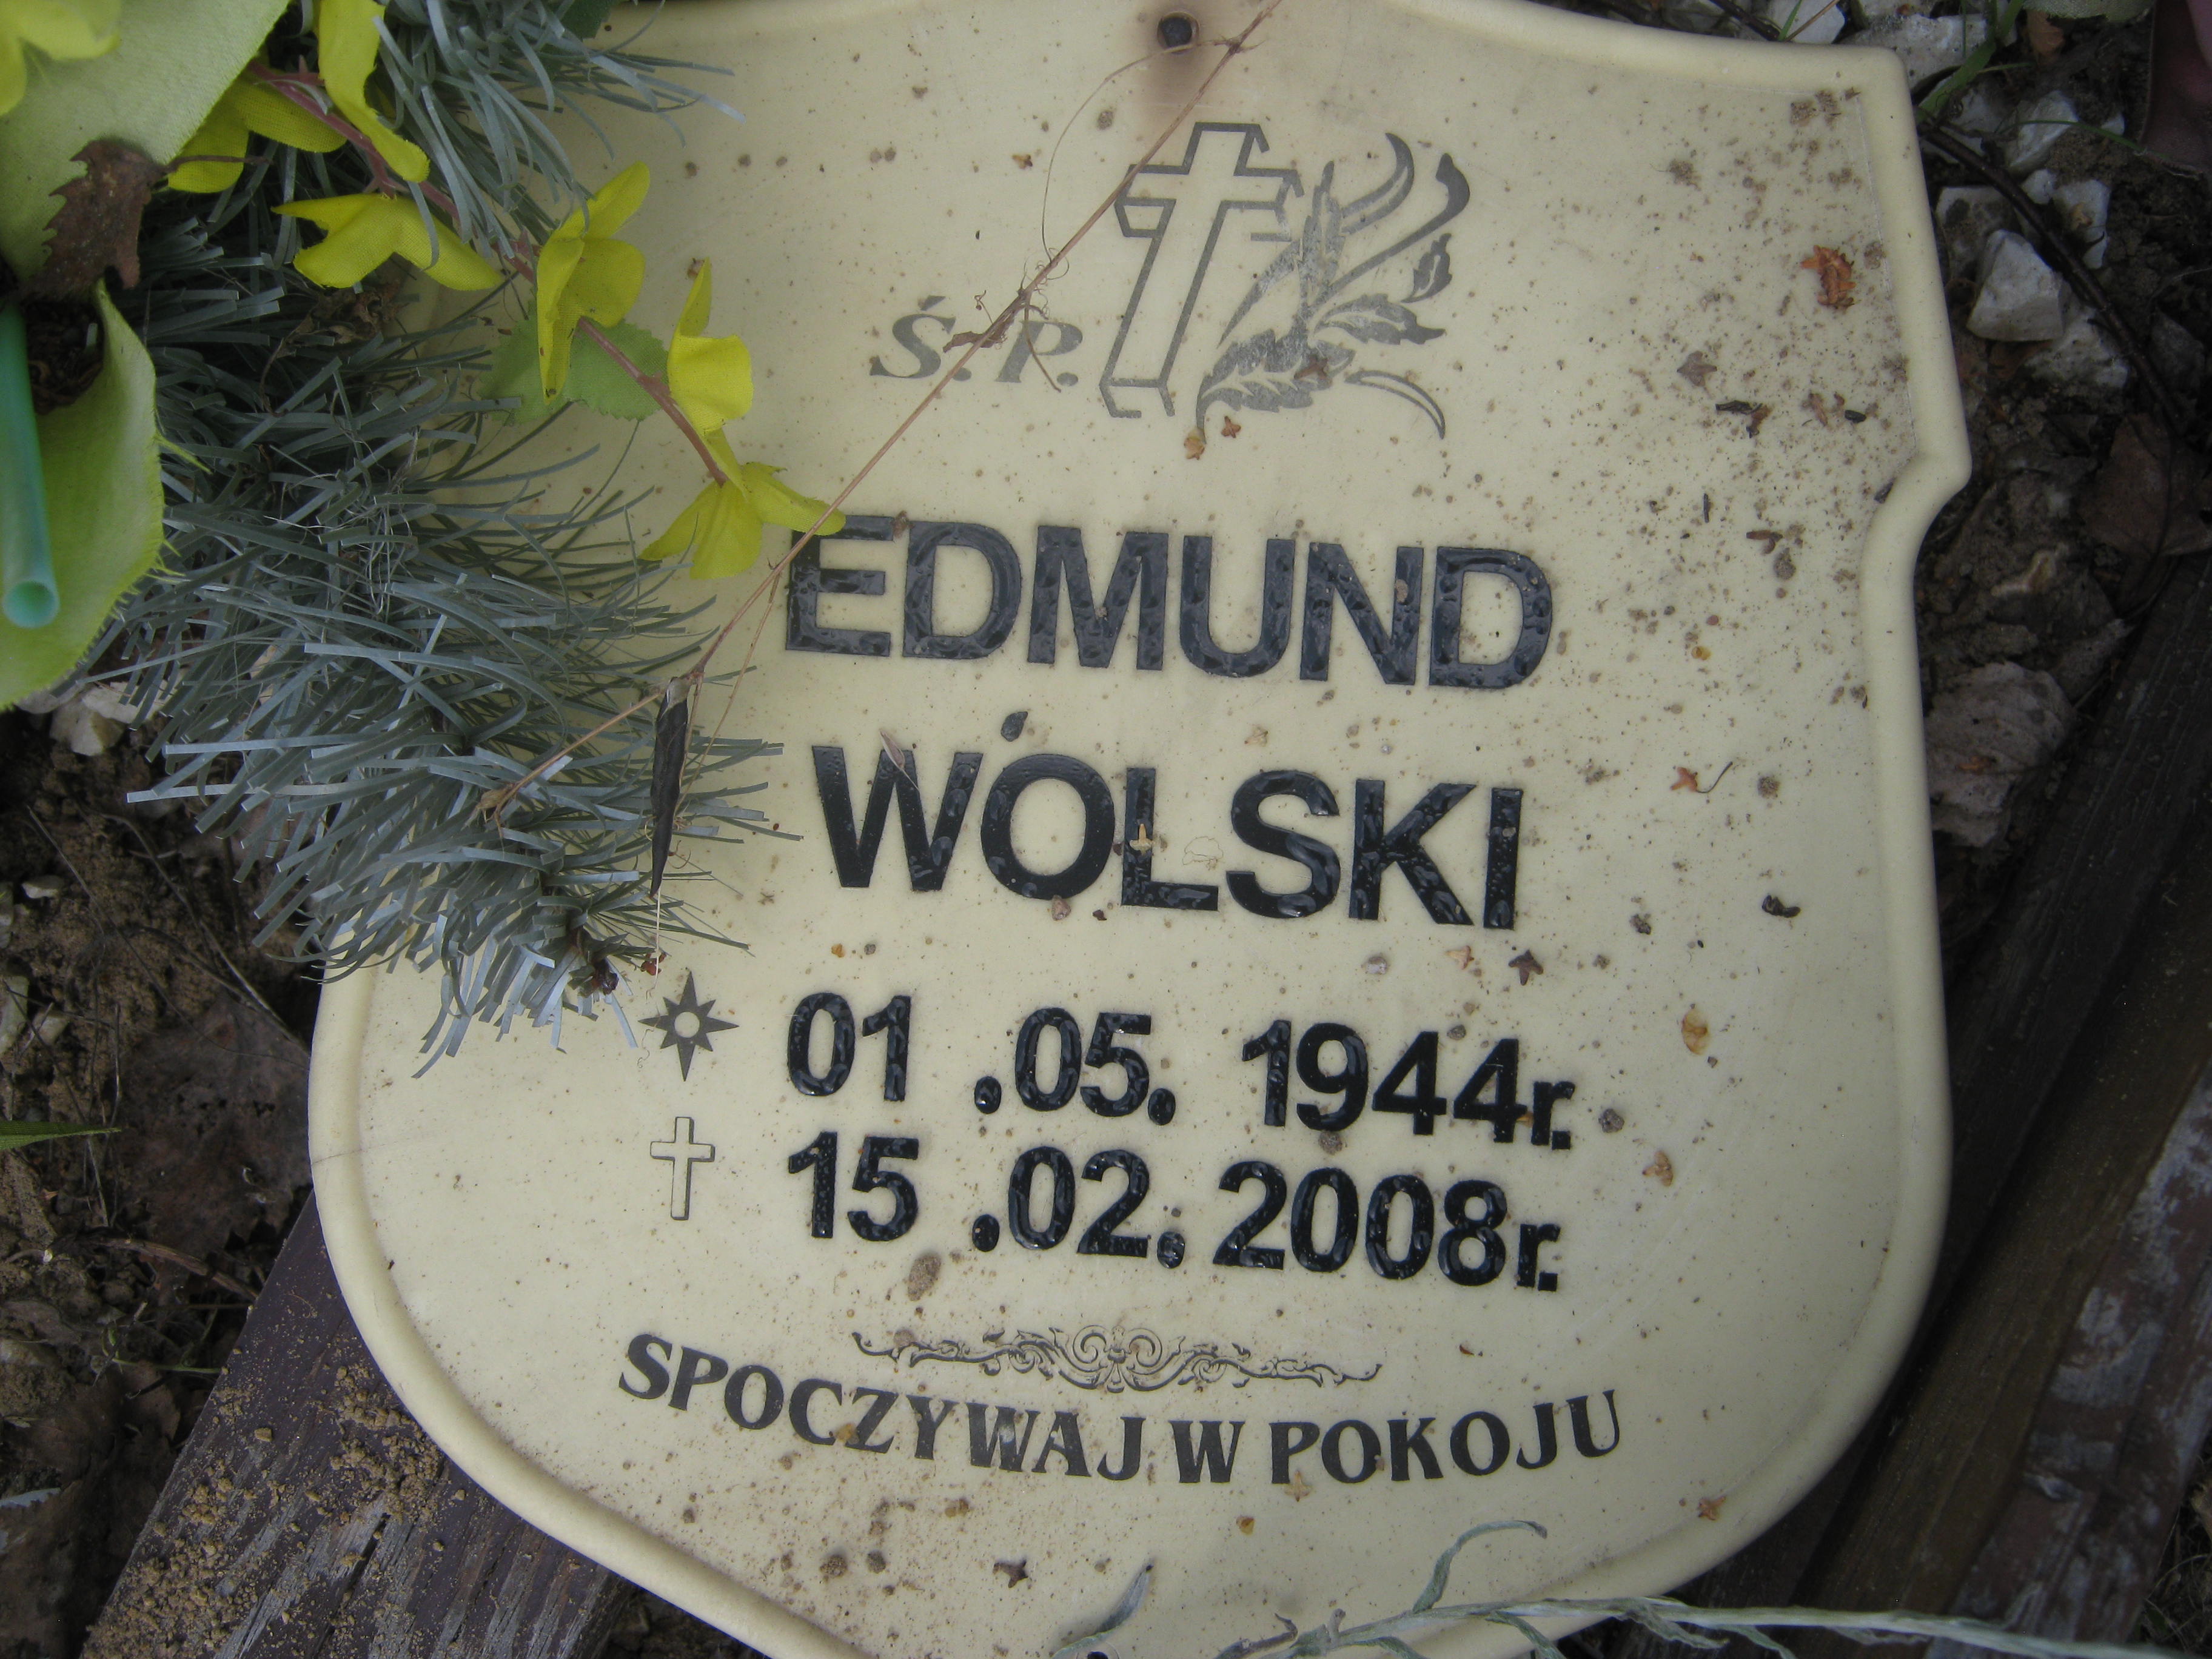 Ś. P.
EDMUND
WÓLSKI
01 .05. 1944r.
15 .02. 2008r.
SPOCZYWAJ W POKOJU